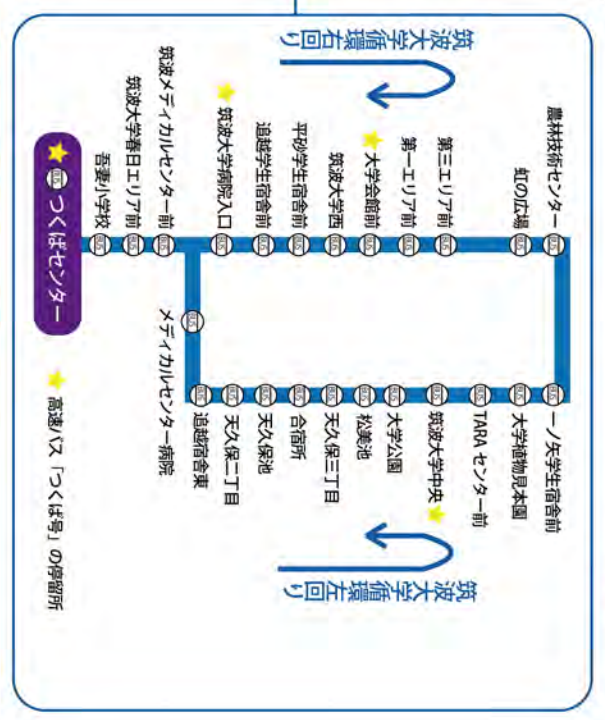 筑波大学循環右回り
つくばセンター
吾妻小学校
筑波大学春日エリア前
筑波メディカルセンター前
筑波大学病院入口
追越学生宿舎前
平砂学生宿舎前
筑波大学西
大学会館前
第一エリア前
第三エリア前
虹の広場
農林技術センター
一ノ矢学生宿舎前
大学植物見本園
TARA センター前
筑波大学中央
大学公園
松美池
天久保三丁目
合宿所
天久保池
天久保二丁目
追越宿舎東
メディカルセンター病院
筑波大学循環左回り
高速バス「つくば号」の停留所